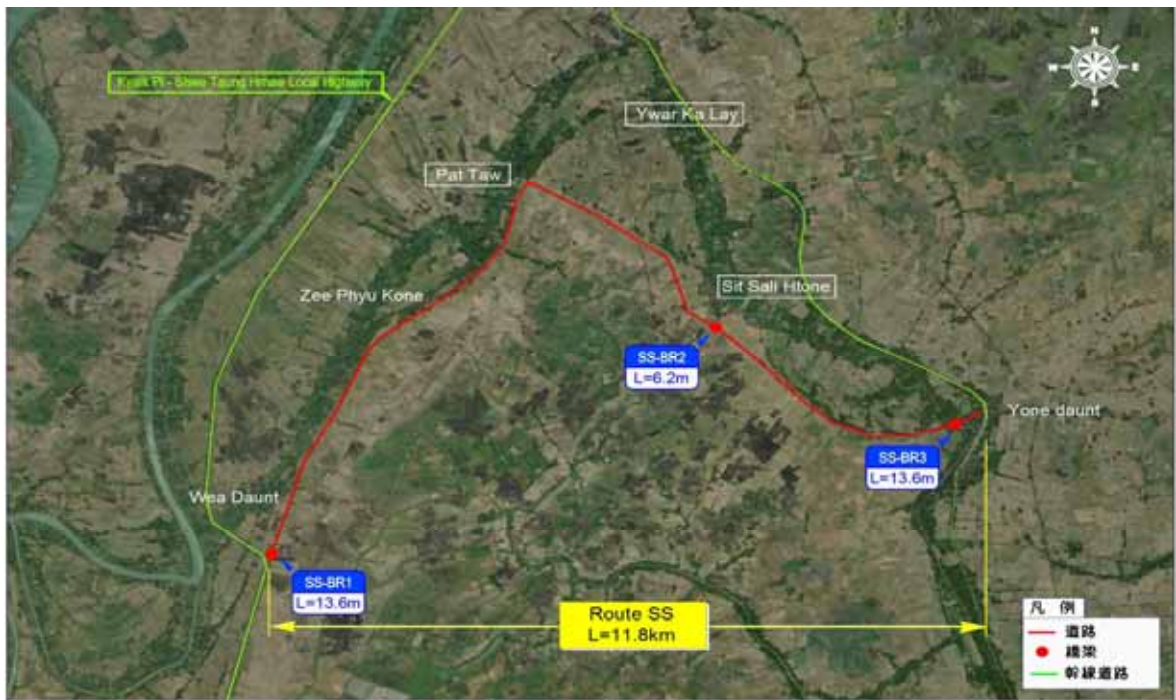 N
W E
S
Kyaik Pi - Shwe Taung Hmaw Local Highway
Ywar Ka Lay
Pat Taw
Sit Sali Htone
Zee Phyu Kone
SS-BR2
L=6.2m
Yone daunt
SS-BR3
L=13.6m
Wea Daunt
SS-BR1
L=13.6m
Route SS
L=11.8km
凡 例
道路
橋梁
幹線道路